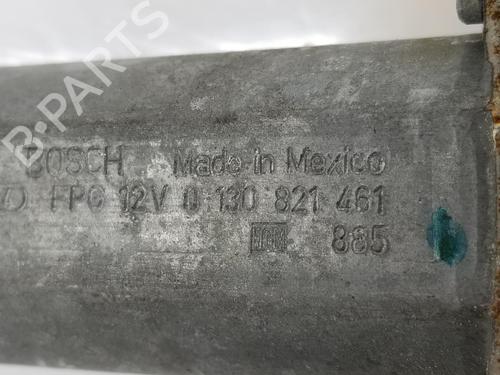 BOSCH Made in Mexico
FPG 12V 0 130 821 461
885
B-PARTS